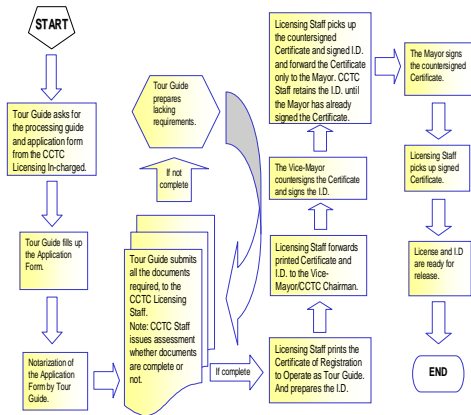 START
Tour Guide asks for
the processing guide
and application form
from the CCTC
Licensing In-charged.
Tour Guide fills up
the Application
Form.
Notarization of
the Application
Form by Tour
Guide.
Tour Guide submits
all the documents
required, to the
CCTC Licensing
Staff.
Note: CCTC Staff
issues assessment
whether documents
are complete or
not.
If not
complete
Tour Guide
prepares
lacking
requirements.
If complete
Licensing Staff prints the
Certificate of Registration
to Operate as Tour Guide.
And prepares the I.D.
Licensing Staff forwards
printed Certificate and
I.D. to the Vice-
Mayor/CCTC Chairman.
The Vice-Mayor
countersigns the Certificate
and signs the I.D.
Licensing Staff picks up
the countersigned
Certificate and signed I.D.
and forward the Certificate
only to the Mayor. CCTC
Staff retains the I.D. until
the Mayor has already
signed the Certificate.
The Mayor signs
the countersigned
Certificate.
Licensing Staff
picks up signed
Certificate.
License and I.D
are ready for
release.
END